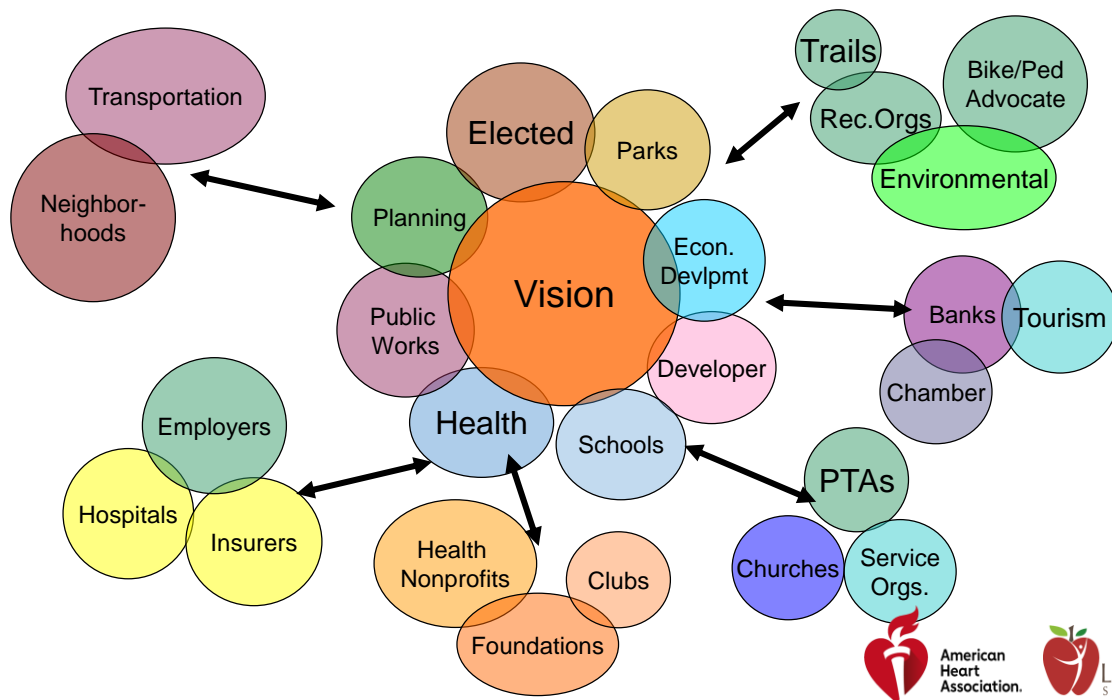 Trails
Bike/Ped
Advocate
Transportation
Elected
Rec.Orgs
Parks
Environmental
Neighbor-
hoods
Planning
Econ.
Devlpmt
Vision
Public
Works
Banks
Tourism
Developer
Chamber
Health
Employers
Schools
PTAs
Hospitals
Insurers
Health
Nonprofits
Clubs
Churches
Service
Orgs.
Foundations
American
Heart
Association.